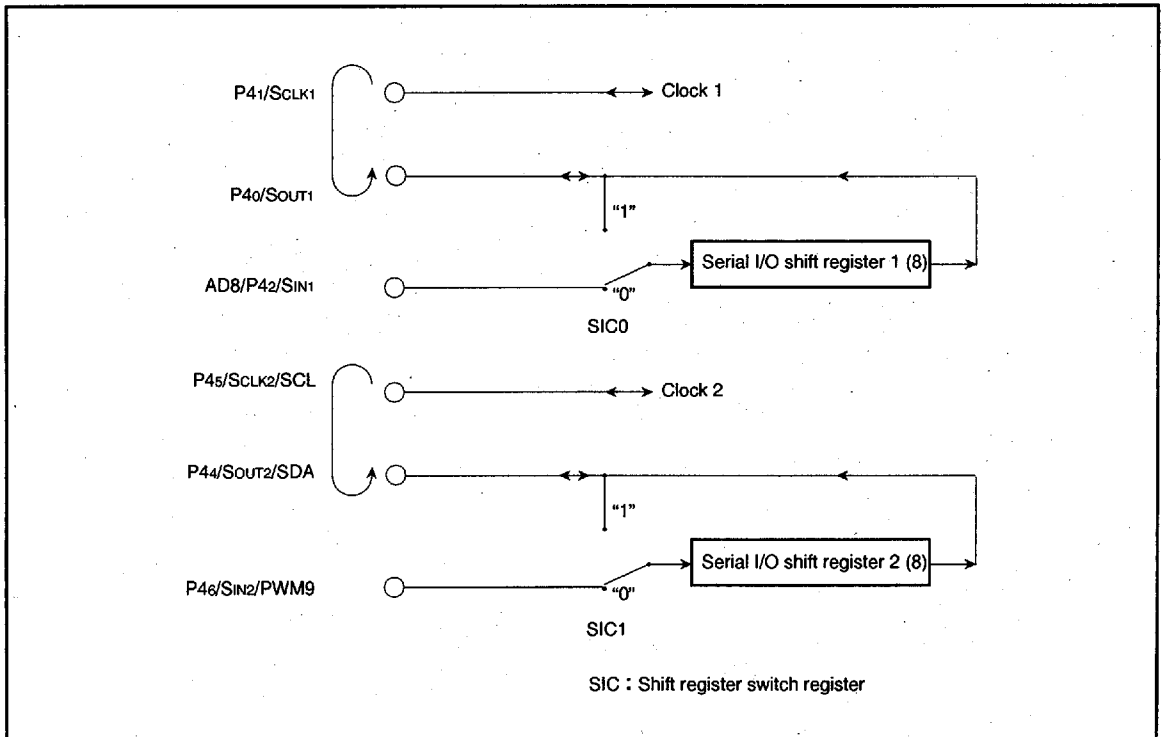 P41/SCLK1
Clock 1
P40/SOUT1
"1"
Serial I/O shift register 1 (8)
AD8/P42/SIN1
"0"
SIC0
P45/SCLK2/SCL
Clock 2
P44/SOUT2/SDA
"1"
Serial I/O shift register 2 (8)
P46/SIN2/PWM9
"0"
SIC1
SIC : Shift register switch register